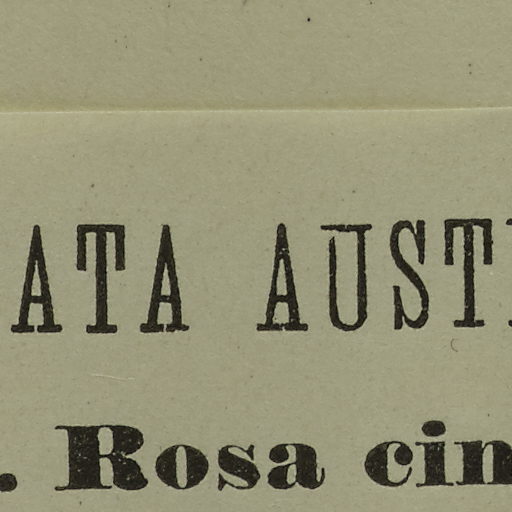 ATA AUST
. Rosa cin